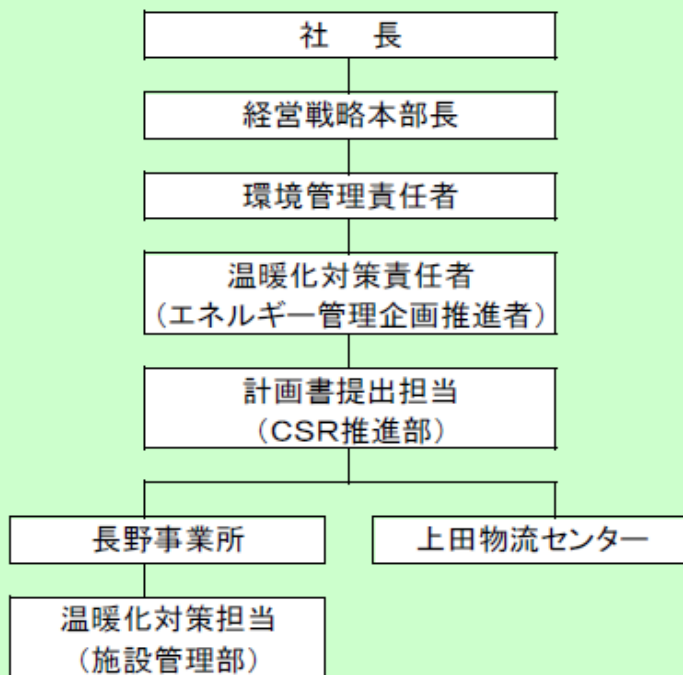 社　長
経営戦略本部長
環境管理責任者
温暖化対策責任者
（エネルギー管理企画推進者）
計画書提出担当
（CSR推進部）
長野事業所
上田物流センター
温暖化対策担当
（施設管理部）